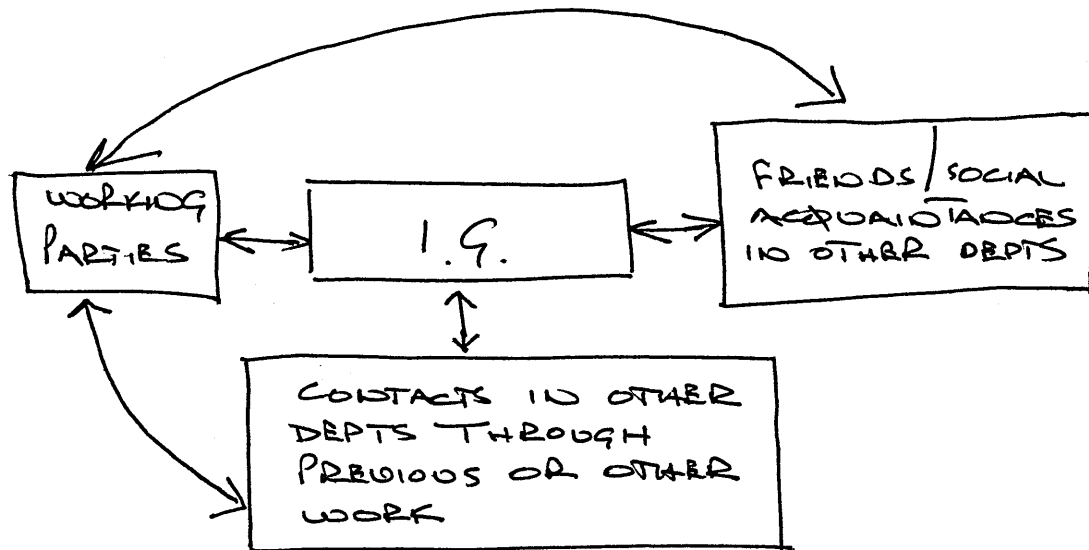 WORKING
PARTIES
I.G.
FRIENDS/SOCIAL
ACQUAINTANCES
IN OTHER DEPTS
CONTACTS IN OTHER
DEPTS THROUGH
PREVIOUS OR OTHER
WORK